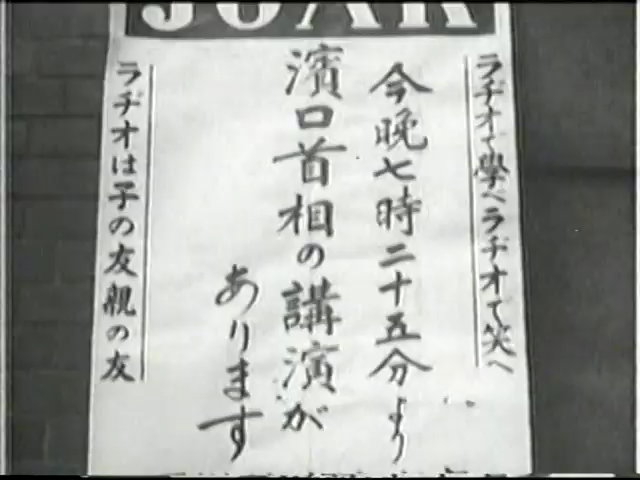 JOAK
ラヂオで學べラヂオで笑へ
今晩七時二十五分より
濱口首相の講演が
あります
ラヂオは子の友親の友